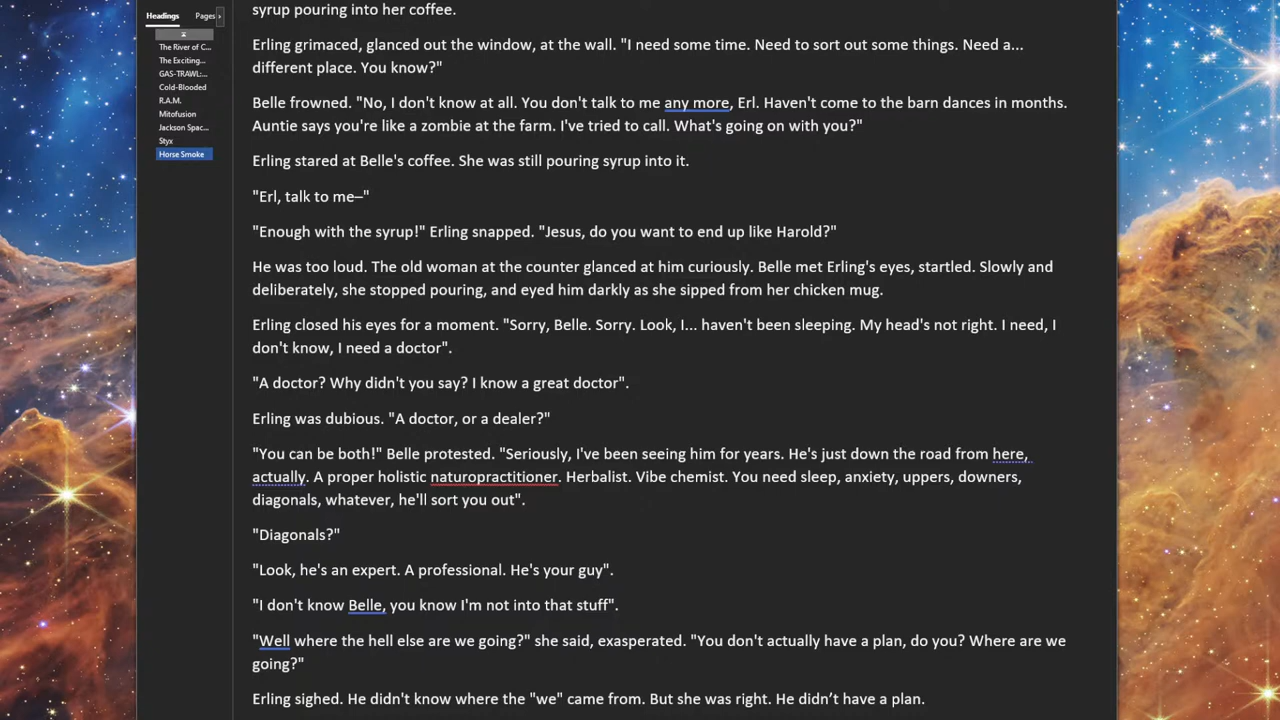 Headings
Pages
The River of C...
The Exciting...
GAS-TRAWL:...
Cold-Blooded
R.A.M.
Mitofusion
Jackson Spac...
Styx
Horse Smoke
syrup pouring into her coffee.
Erling grimaced, glanced out the window, at the wall. "I need some time. Need to sort out some things. Need a...
different place. You know?"
Belle frowned. "No, I don't know at all. You don't talk to me any more, Erl. Haven't come to the barn dances in months.
Auntie says you're like a zombie at the farm. I've tried to call. What's going on with you?"
Erling stared at Belle's coffee. She was still pouring syrup into it.
"Erl, talk to me–"
"Enough with the syrup!" Erling snapped. "Jesus, do you want to end up like Harold?"
He was too loud. The old woman at the counter glanced at him curiously. Belle met Erling's eyes, startled. Slowly and
deliberately, she stopped pouring, and eyed him darkly as she sipped from her chicken mug.
Erling closed his eyes for a moment. "Sorry, Belle. Sorry. Look, I... haven't been sleeping. My head's not right. I need, I
don't know, I need a doctor".
"A doctor? Why didn't you say? I know a great doctor".
Erling was dubious. "A doctor, or a dealer?"
"You can be both!" Belle protested. "Seriously, I've been seeing him for years. He's just down the road from here,
actually. A proper holistic naturopractitioner. Herbalist. Vibe chemist. You need sleep, anxiety, uppers, downers,
diagonals, whatever, he'll sort you out".
"Diagonals?"
"Look, he's an expert. A professional. He's your guy".
"I don't know Belle, you know I'm not into that stuff".
"Well where the hell else are we going?" she said, exasperated. "You don't actually have a plan, do you? Where are we
going?"
Erling sighed. He didn't know where the "we" came from. But she was right. He didn’t have a plan.